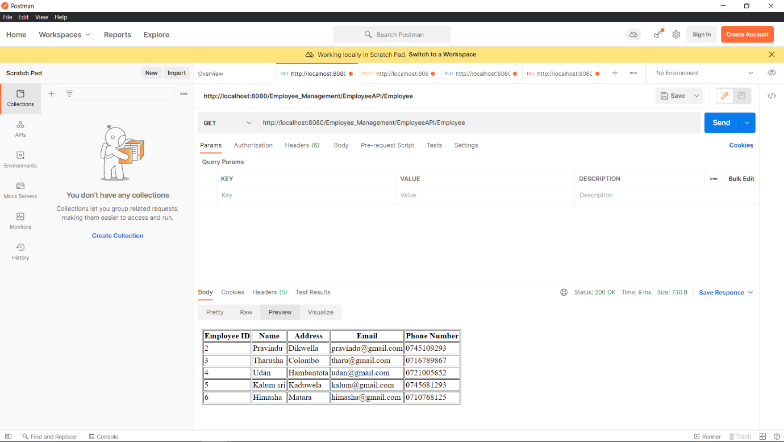 Postman
File Edit View Help
Home Workspaces Reports Explore Search Postman Sign In Create Account
Working locally in Scratch Pad. Switch to a Workspace
Scratch Pad New Import
Overview GET http://localhost:808 POST http://localhost:808 PUT http://localhost:808 DEL http://localhost:808 No Environment
Collections
APIs
Environments
Mock Servers
Monitors
History
You don't have any collections
Collections let you group related requests,
making them easier to access and run.
Create Collection
http://localhost:8080/Employee_Management/EmployeeAPI/Employee Save
GET http://localhost:8080/Employee_Management/EmployeeAPI/Employee Send
Params Authorization Headers (6) Body Pre-request Script Tests Settings Cookies
Query Params
KEY VALUE DESCRIPTION Bulk Edit
Key Value Description
Body Cookies Headers (5) Test Results Status: 200 OK Time: 9 ms Size: 730 B Save Response
Pretty Raw Preview Visualize
Employee ID Name Address Email Phone Number
2 Pravindu Dikwella pravindu@gmail.com 0745109293
3 Tharusha Colombo tharu@gmail.com 0716789867
4 Udan Hambantota udan@gmail.com 0721005652
5 Kalum sri Kaduwela kalum@gmail.com 0745681293
6 Himasha Matara himasha@gmail.com 0710768125
Find and Replace Console Runner Trash